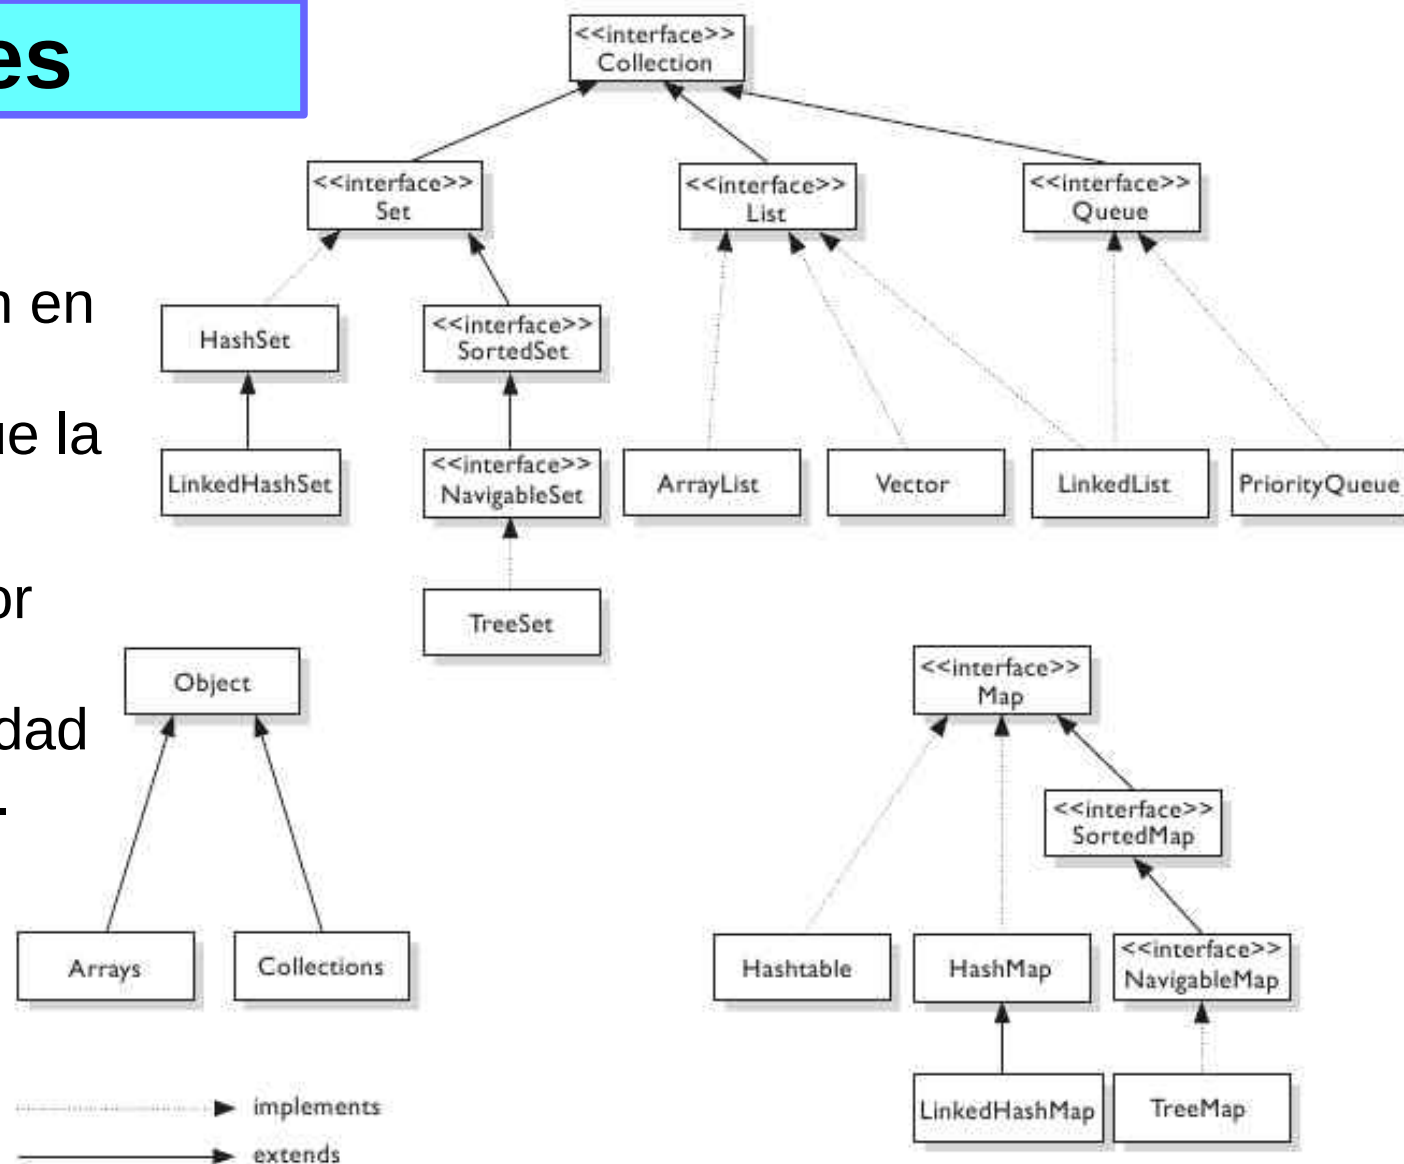 es
n en
ue la
or
dad
.
<<interface>>
Collection
<<interface>>
Set
<<interface>>
List
<<interface>>
Queue
HashSet
<<interface>>
SortedSet
LinkedHashSet
<<interface>>
NavigableSet
ArrayList
Vector
LinkedList
PriorityQueue
TreeSet
Object
<<interface>>
Map
<<interface>>
SortedMap
Arrays
Collections
Hashtable
HashMap
<<interface>>
NavigableMap
LinkedHashMap
TreeMap
implements
extends